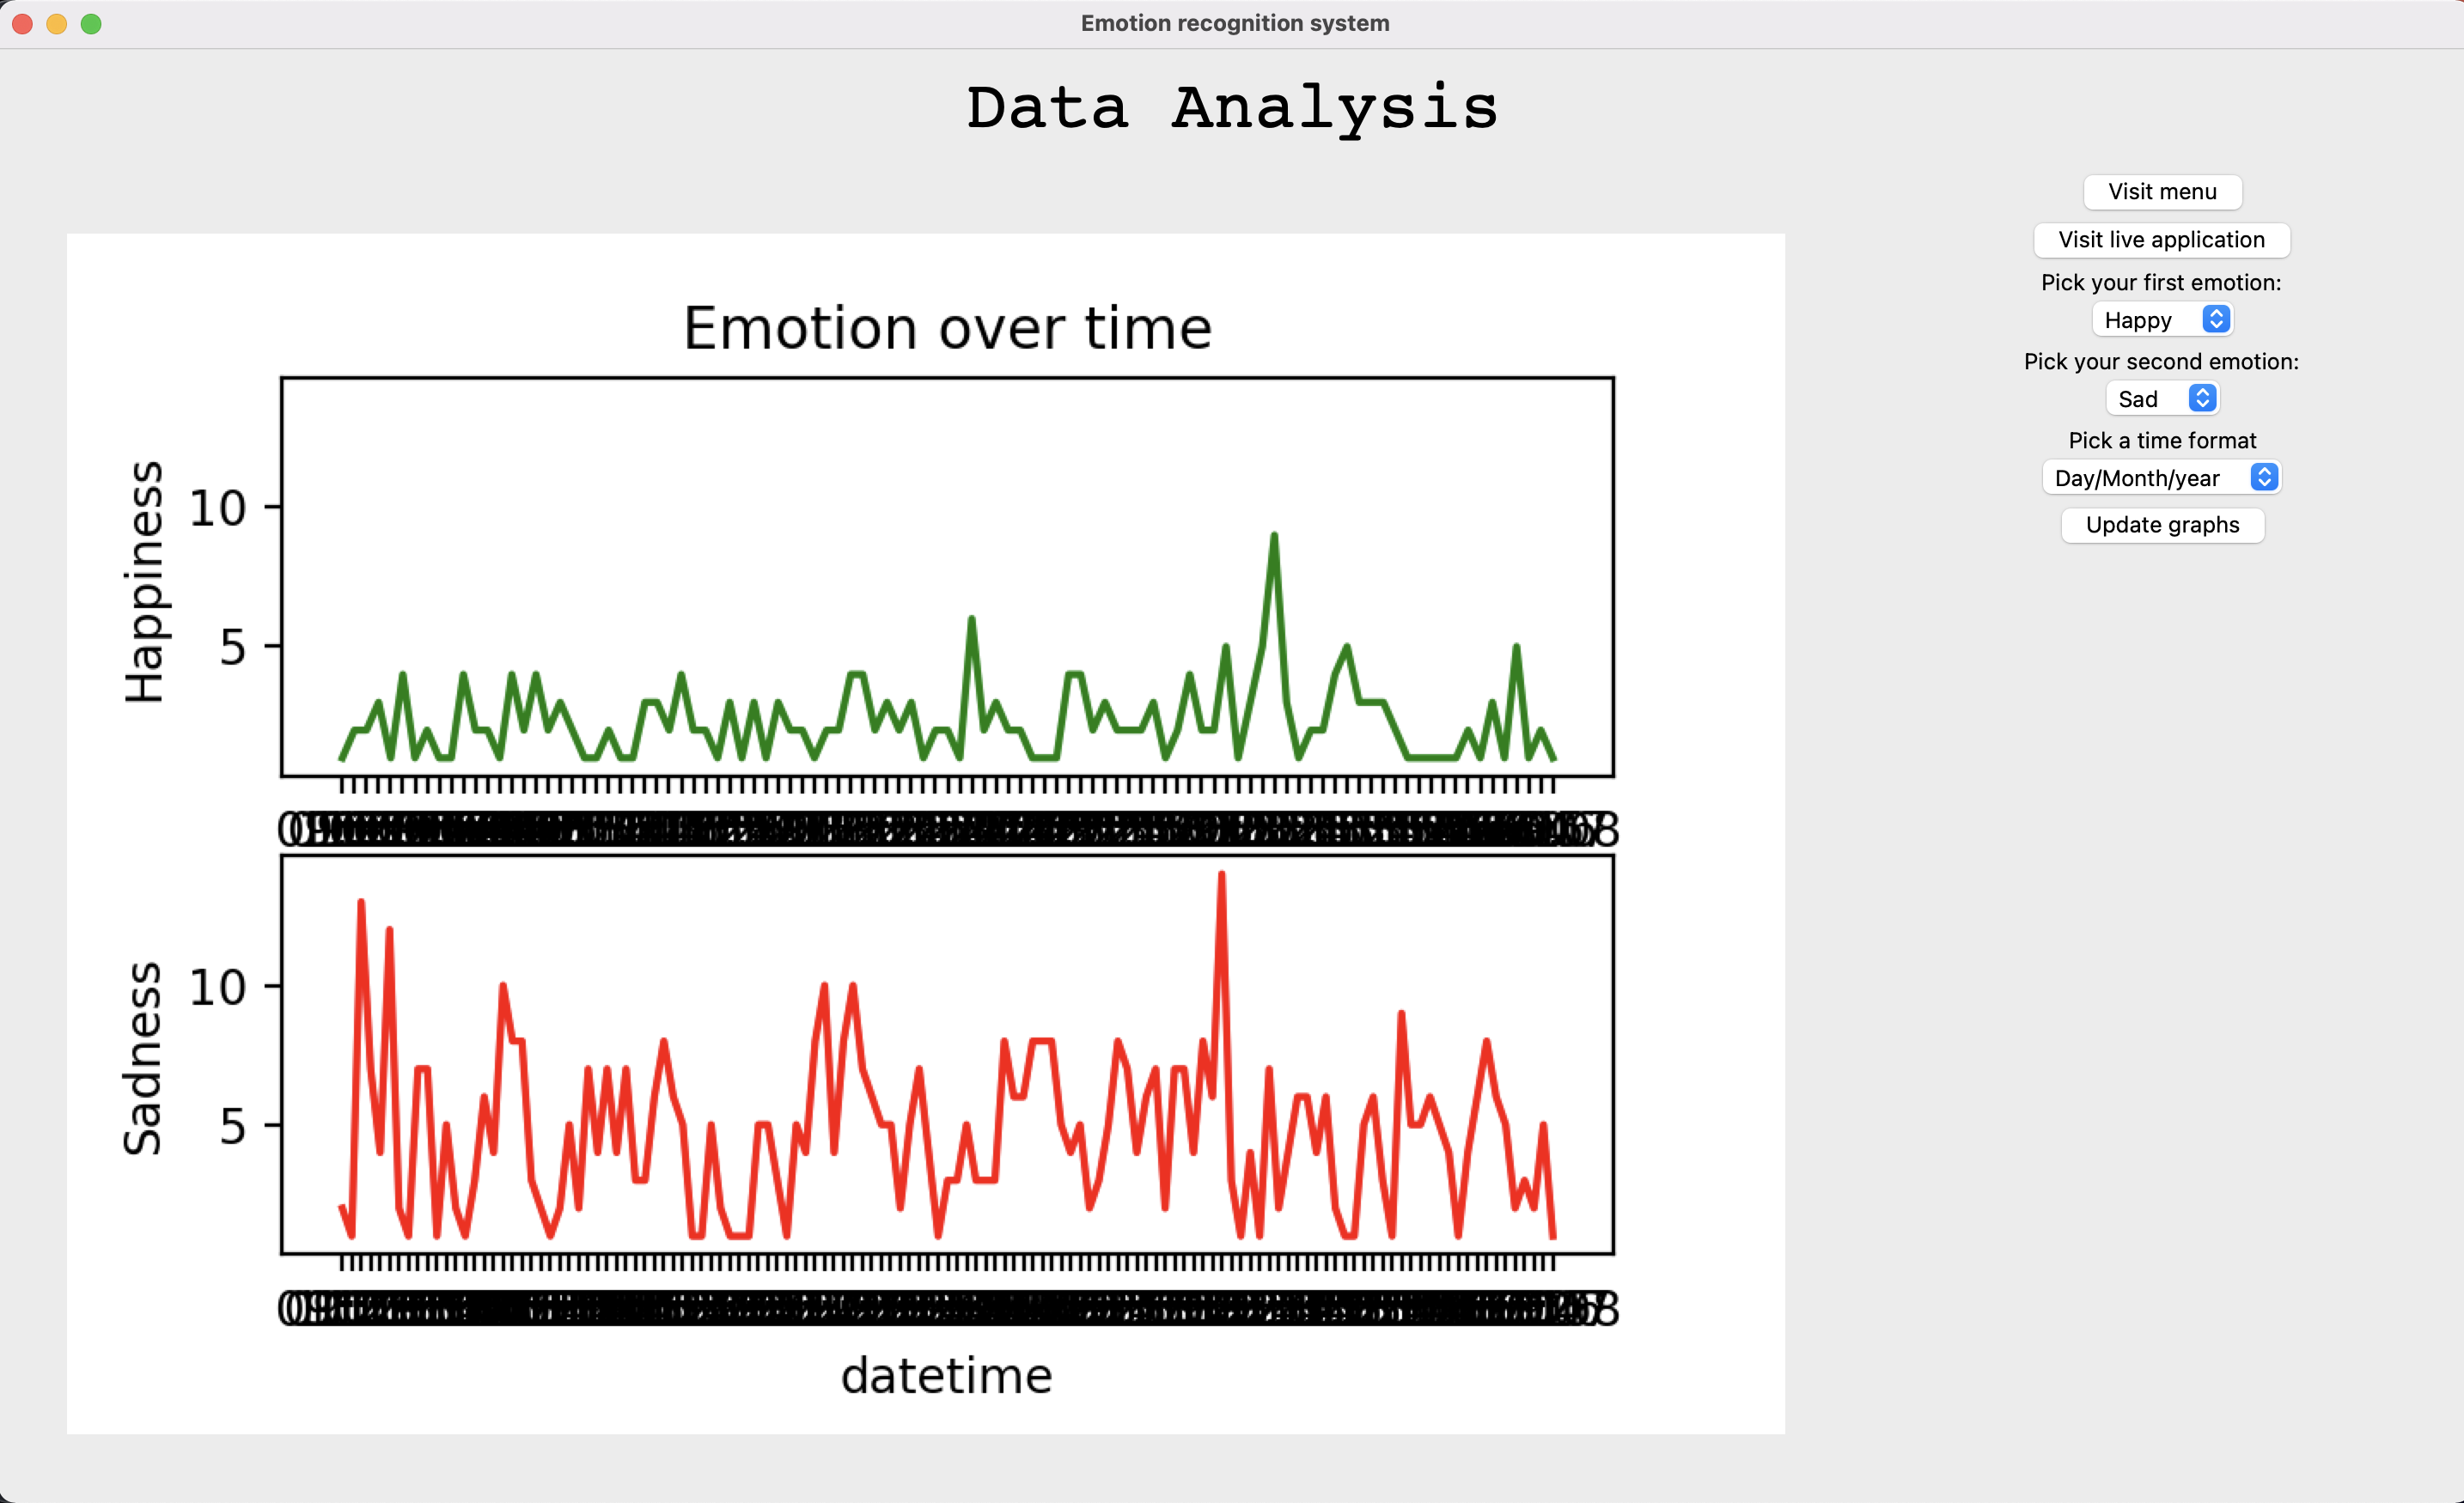 Emotion recognition system
Data Analysis
Visit menu
Visit live application
Pick your first emotion:
Happy
Pick your second emotion:
Sad
Pick a time format
Day/Month/year
Update graphs
Emotion over time
Happiness
10
5
Sadness
10
5
datetime